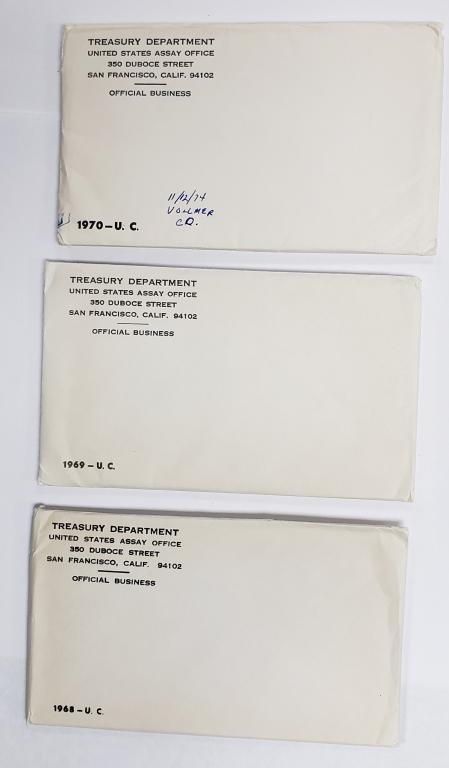 TREASURY DEPARTMENT
UNITED STATES ASSAY OFFICE
350 DUBOCE STREET
SAN FRANCISCO, CALIF. 94102
OFFICIAL BUSINESS
11/12/74
VOLLMER
CO.
1970-U. C.
TREASURY DEPARTMENT
UNITED STATES ASSAY OFFICE
350 DUBOCE STREET
SAN FRANCISCO, CALIF. 94102
OFFICIAL BUSINESS
1969-U. C.
TREASURY DEPARTMENT
UNITED STATES ASSAY OFFICE
350 DUBOCE STREET
SAN FRANCISCO, CALIF. 94102
OFFICIAL BUSINESS
1968-U. C.